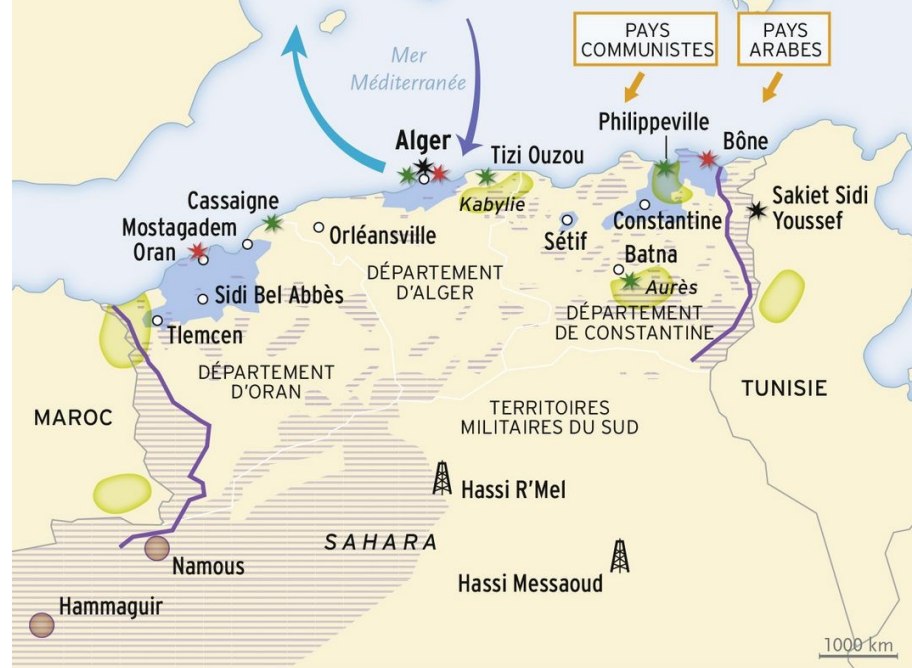 PAYS
COMMUNISTES
PAYS
ARABES
Mer
Méditerranée
Philippeville
Alger
Bône
Tizi Ouzou
Cassaigne
Kabylie
Sakiet Sidi
Youssef
Mostagadem
Constantine
Orléansville
Sétif
Oran
Batna
DÉPARTEMENT
D'ALGER
Aurès
Sidi Bel Abbès
DÉPARTEMENT
DE CONSTANTINE
Tlemcen
DÉPARTEMENT
D'ORAN
TUNISIE
MAROC
TERRITOIRES
MILITAIRES DU SUD
Hassi R'Mel
SAHARA
Namous
Hassi Messaoud
Hammaguir
1000 km